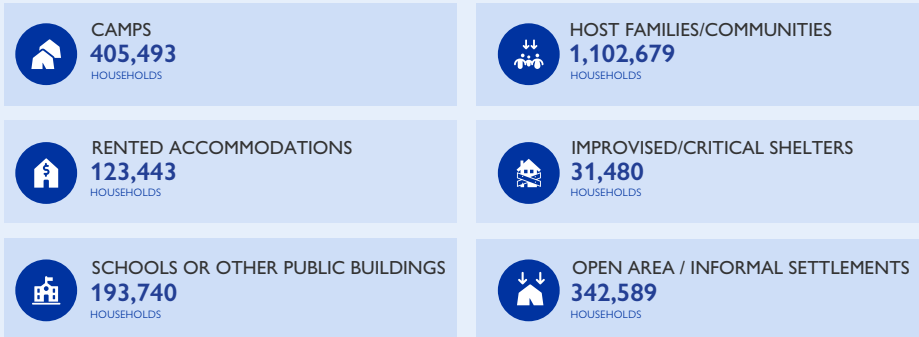 CAMPS
405,493
HOUSEHOLDS
HOST FAMILIES/COMMUNITIES
1,102,679
HOUSEHOLDS
RENTED ACCOMMODATIONS
123,443
HOUSEHOLDS
IMPROVISED/CRITICAL SHELTERS
31,480
HOUSEHOLDS
SCHOOLS OR OTHER PUBLIC BUILDINGS
193,740
HOUSEHOLDS
OPEN AREA / INFORMAL SETTLEMENTS
342,589
HOUSEHOLDS